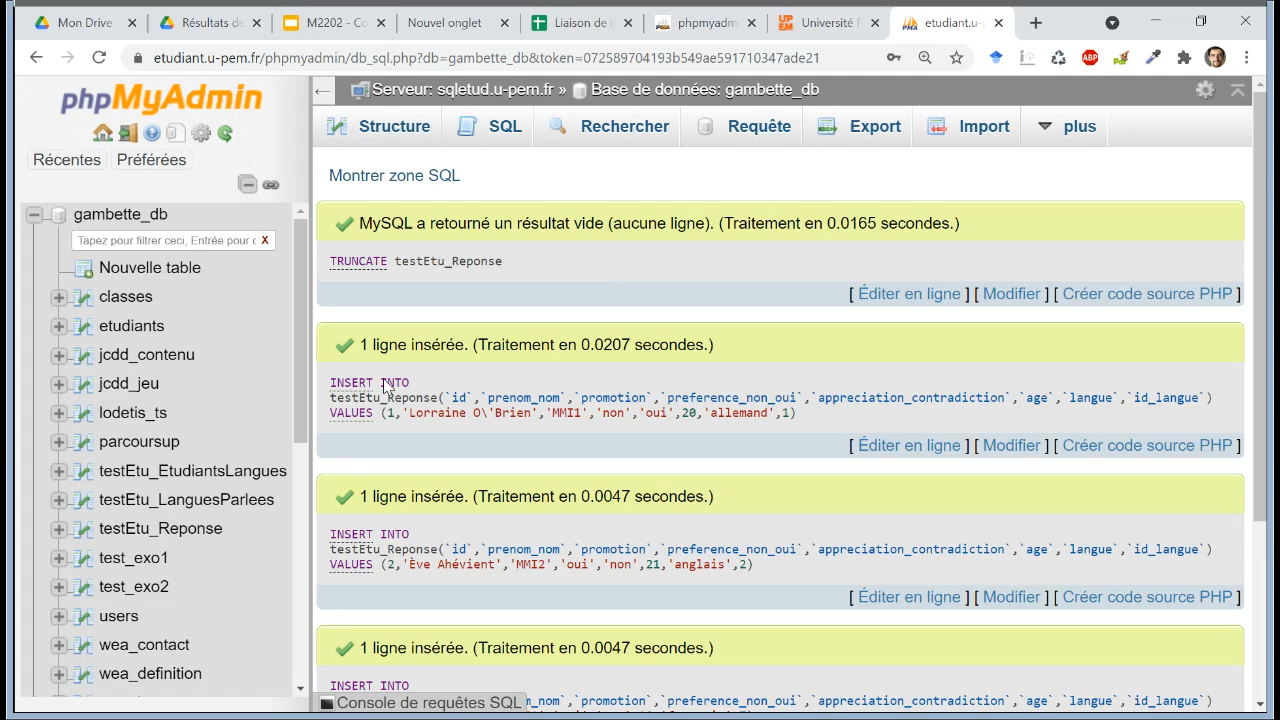 Mon Drive
Résultats de
M2202 - Co
Nouvel onglet
Liaison de
phpmyadm
Université
etudiant.u-
etudiant.u-pem.fr/phpmyadmin/db_sql.php?db=gambette_db&token=072589704193b549ae591710347ade21
phpMyAdmin
Récentes Préférées
gambette_db
Tapez pour filtrer ceci, Entrée pour X
Nouvelle table
classes
etudiants
jcdd_contenu
jcdd_jeu
lodetis_ts
parcoursup
testEtu_EtudiantsLangues
testEtu_LanguesParlees
testEtu_Reponse
test_exo1
test_exo2
users
wea_contact
wea_definition
Serveur: sqletud.u-pem.fr » Base de données: gambette_db
Structure SQL Rechercher Requête Export Import plus
Montrer zone SQL
MySQL a retourné un résultat vide (aucune ligne). (Traitement en 0.0165 secondes.)
TRUNCATE testEtu_Reponse
[ Éditer en ligne ] [ Modifier ] [ Créer code source PHP ]
1 ligne insérée. (Traitement en 0.0207 secondes.)
INSERT INTO
testEtu_Reponse(`id`,`prenom_nom`,`promotion`,`preference_non_oui`,`appreciation_contradiction`,`age`,`langue`,`id_langue`)
VALUES (1,'Lorraine O\'Brien','MMI1','non','oui',20,'allemand',1)
[ Éditer en ligne ] [ Modifier ] [ Créer code source PHP ]
1 ligne insérée. (Traitement en 0.0047 secondes.)
INSERT INTO
testEtu_Reponse(`id`,`prenom_nom`,`promotion`,`preference_non_oui`,`appreciation_contradiction`,`age`,`langue`,`id_langue`)
VALUES (2,'Ève Ahévient','MMI2','oui','non',21,'anglais',2)
[ Éditer en ligne ] [ Modifier ] [ Créer code source PHP ]
1 ligne insérée. (Traitement en 0.0047 secondes.)
INSERT INTO
m_nom`,`promotion`,`preference_non_oui`,`appreciation_contradiction`,`age`,`langue`,`id_langue`)
Console de requêtes SQL